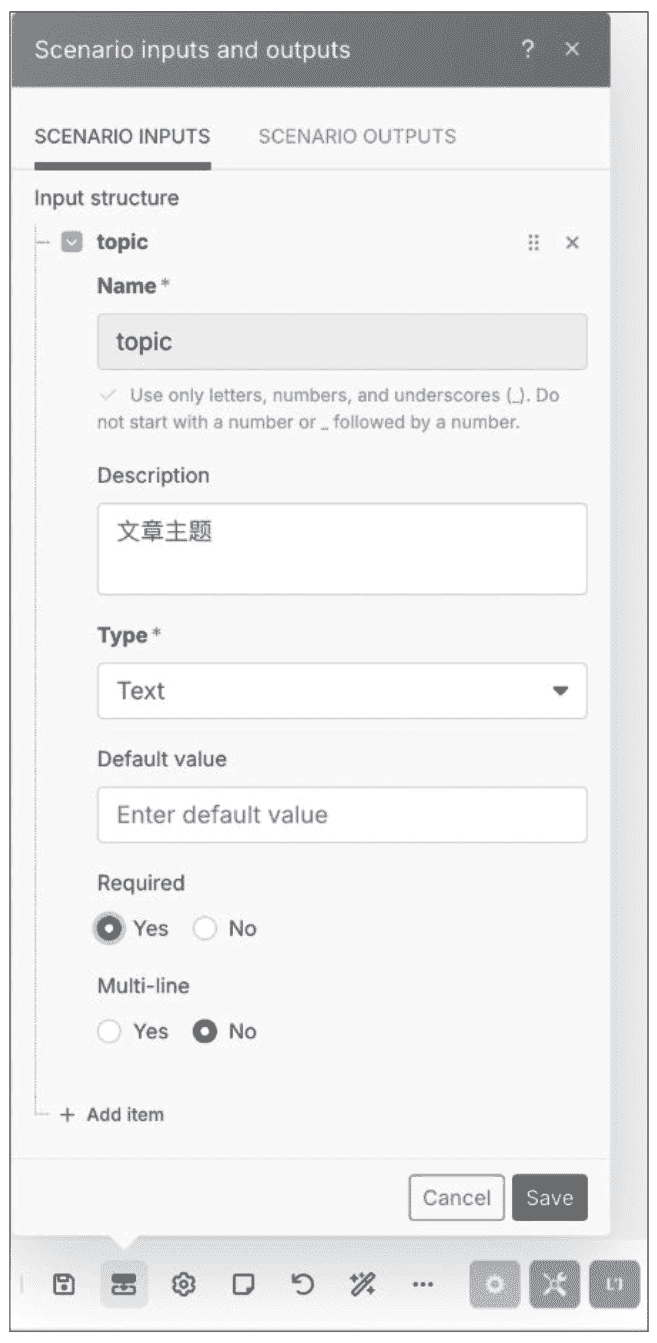 Scenario inputs and outputs ? ×
SCENARIO INPUTS SCENARIO OUTPUTS
Input structure
topic
Name *
topic
Use only letters, numbers, and underscores (_). Do
not start with a number or _ followed by a number.
Description
文章主题
Type *
Text
Default value
Enter default value
Required
Yes No
Multi-line
Yes No
+ Add item
Cancel Save